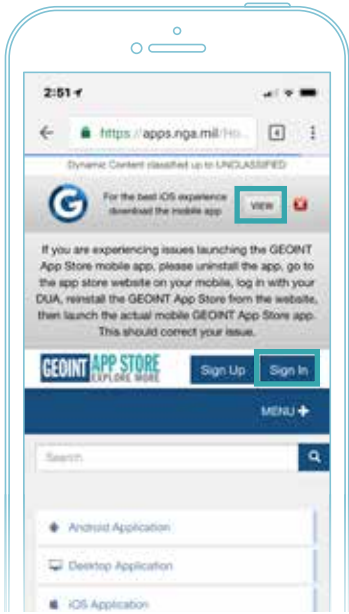 2:51
https://apps.nga.mil/Ho...
4
Dynamic Content classified up to UNCLASSIFIED
For the best iOS experience
download the mobile app
VIEW
If you are experiencing issues launching the GEOINT
App Store mobile app, please uninstall the app, go to
the app store website on your mobile, log in with your
DUA, reinstall the GEOINT App Store from the website,
then launch the actual mobile GEOINT App Store app.
This should correct your issue.
GEOINT APP STORE
EXPLORE MORE
Sign Up
Sign In
MENU +
Search
Android Application
Desktop Application
iOS Application